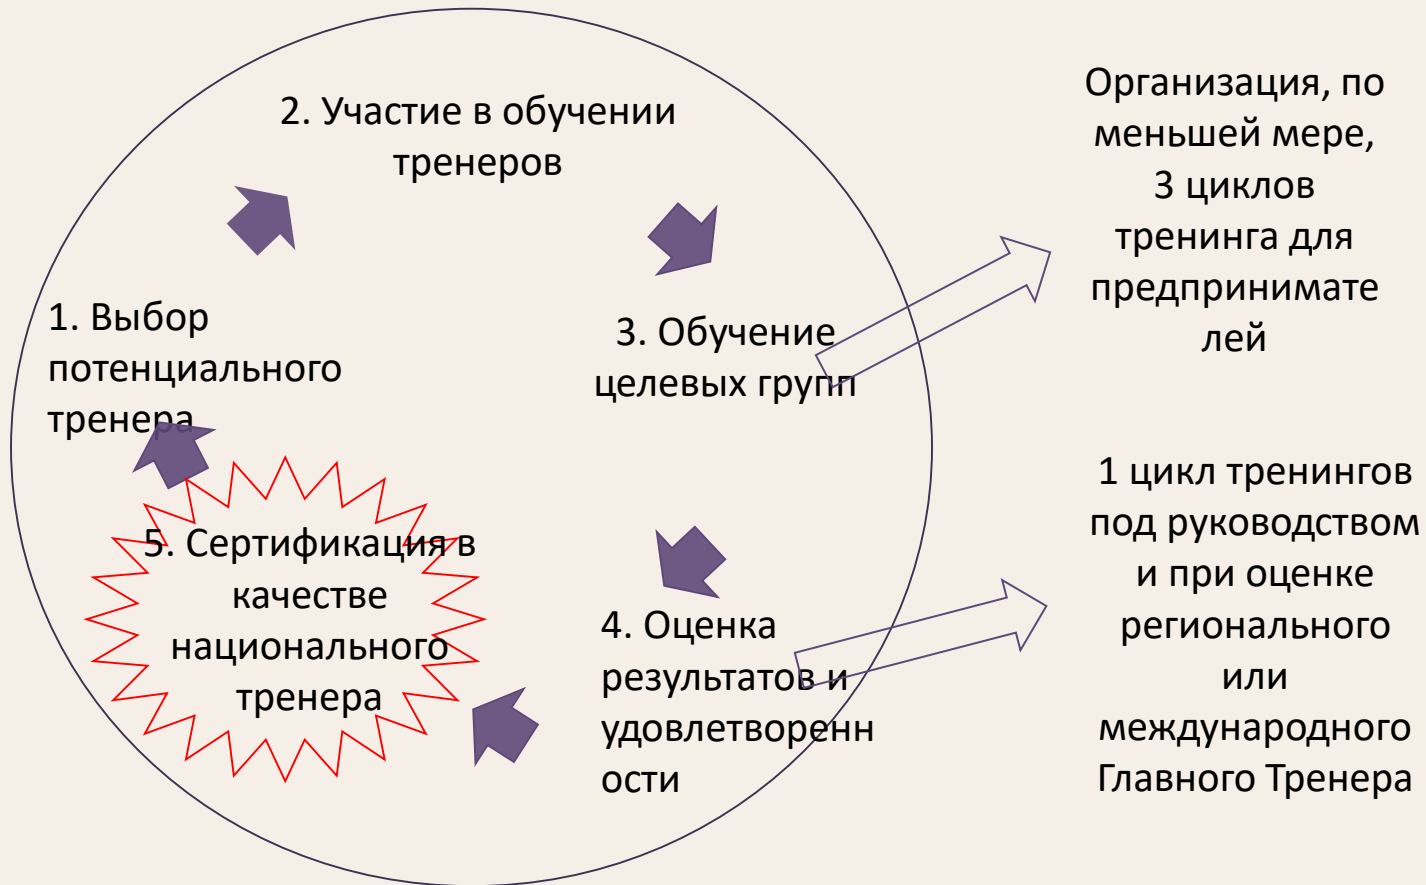 2. Участие в обучении
тренеров
1. Выбор
потенциального
тренера
3. Обучение
целевых групп
4. Оценка
результатов и
удовлетворенн
ости
5. Сертификация в
качестве
национального
тренера
Организация, по
меньшей мере,
3 циклов
тренинга для
предпринимате
лей
1 цикл тренингов
под руководством
и при оценке
регионального
или
международного
Главного Тренера